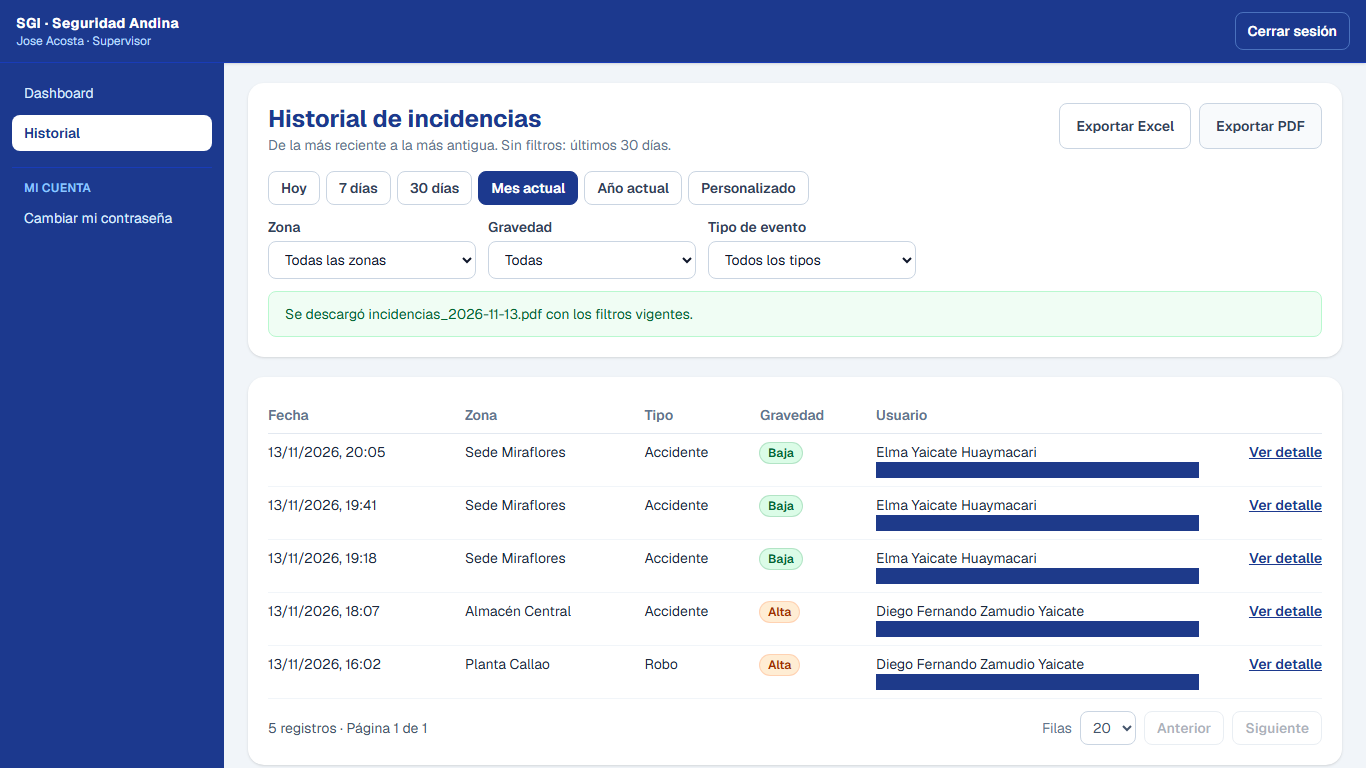 SGI · Seguridad Andina
Jose Acosta · Supervisor
Cerrar sesión
Dashboard
Historial
MI CUENTA
Cambiar mi contraseña
Historial de incidencias
De la más reciente a la más antigua. Sin filtros: últimos 30 días.
Exportar Excel
Exportar PDF
Hoy
7 días
30 días
Mes actual
Año actual
Personalizado
Zona
Gravedad
Tipo de evento
Todas las zonas
Todas
Todos los tipos
Se descargó incidencias_2026-11-13.pdf con los filtros vigentes.
Fecha Zona Tipo Gravedad Usuario
13/11/2026, 20:05 Sede Miraflores Accidente Baja Elma Yaicate Huaymacari Ver detalle
13/11/2026, 19:41 Sede Miraflores Accidente Baja Elma Yaicate Huaymacari Ver detalle
13/11/2026, 19:18 Sede Miraflores Accidente Baja Elma Yaicate Huaymacari Ver detalle
13/11/2026, 18:07 Almacén Central Accidente Alta Diego Fernando Zamudio Yaicate Ver detalle
13/11/2026, 16:02 Planta Callao Robo Alta Diego Fernando Zamudio Yaicate Ver detalle
5 registros · Página 1 de 1
Filas 20 Anterior Siguiente